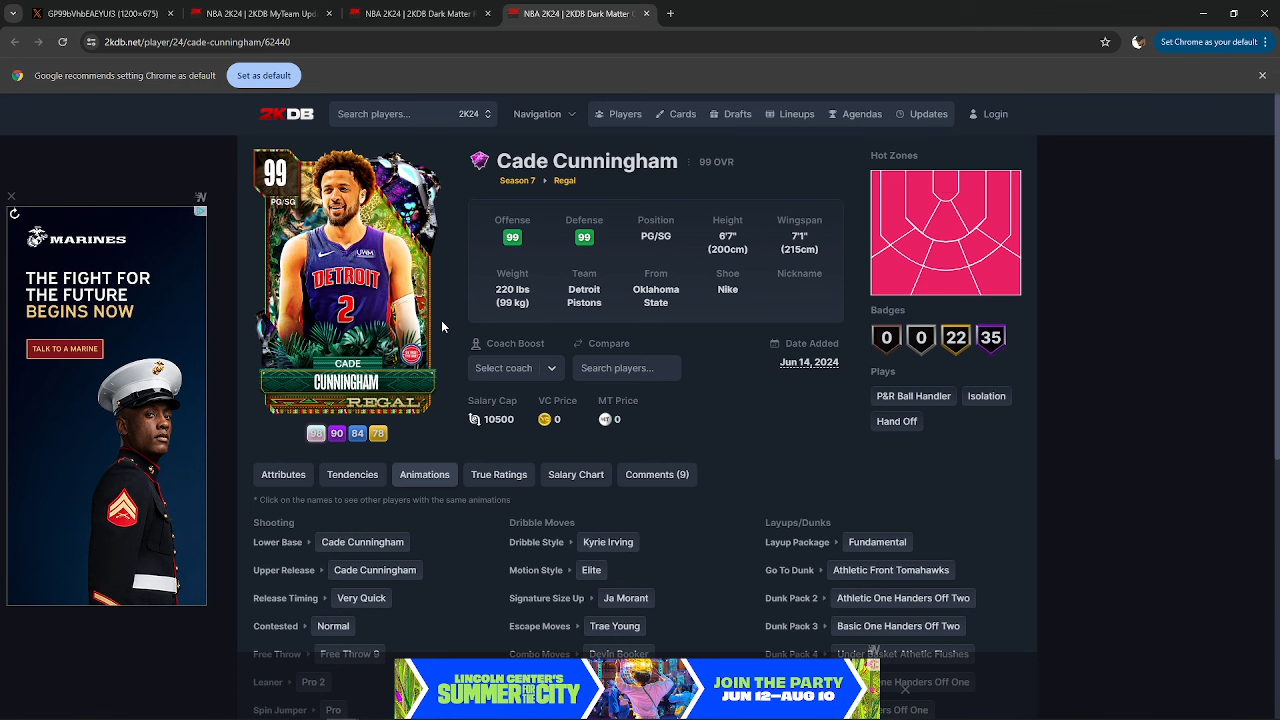 GP99bVhbEAEYUf3 (1200×675)
NBA 2K24 | 2KDB MyTeam Upda
NBA 2K24 | 2KDB Dark Matter E
NBA 2K24 | 2KDB Dark Matter C
2kdb.net/player/24/cade-cunningham/62440
Set Chrome as your default
Google recommends setting Chrome as default
Set as default
2KDB
Search players...
2K24
Navigation
Players
Cards
Drafts
Lineups
Agendas
Updates
Login
MARINES
THE FIGHT FOR
THE FUTURE
BEGINS NOW
TALK TO A MARINE
99
PG/SG
UWM
DETROIT
2
CADE
CUNNINGHAM
REGAL
98 90 84 78
Cade Cunningham
99 OVR
Season 7
Regal
Offense
Defense
Position
Height
Wingspan
99
99
PG/SG
6'7"
(200cm)
7'1"
(215cm)
Weight
Team
From
Shoe
Nickname
220 lbs
(99 kg)
Detroit
Pistons
Oklahoma
State
Nike
Coach Boost
Compare
Date Added
Select coach
Search players...
Jun 14, 2024
Salary Cap
VC Price
MT Price
10500
VC 0
MT 0
Hot Zones
Badges
0 0 22 35
Plays
P&R Ball Handler
Isolation
Hand Off
Attributes
Tendencies
Animations
True Ratings
Salary Chart
Comments (9)
* Click on the names to see other players with the same animations
Shooting
Lower Base
Cade Cunningham
Upper Release
Cade Cunningham
Release Timing
Very Quick
Contested
Normal
Free Throw
Free Throw 9
Leaner
Pro 2
Spin Jumper
Pro
Dribble Moves
Dribble Style
Kyrie Irving
Motion Style
Elite
Signature Size Up
Ja Morant
Escape Moves
Trae Young
Combo Moves
Devin Booker
Layups/Dunks
Layup Package
Fundamental
Go To Dunk
Athletic Front Tomahawks
Dunk Pack 2
Athletic One Handers Off Two
Dunk Pack 3
Basic One Handers Off Two
Dunk Pack 4
Under Basket Athetic Flushes
One Handers Off One
LINCOLN CENTER'S
SUMMER FOR THE CITY
JOIN THE PARTY
JUN 12–AUG 10